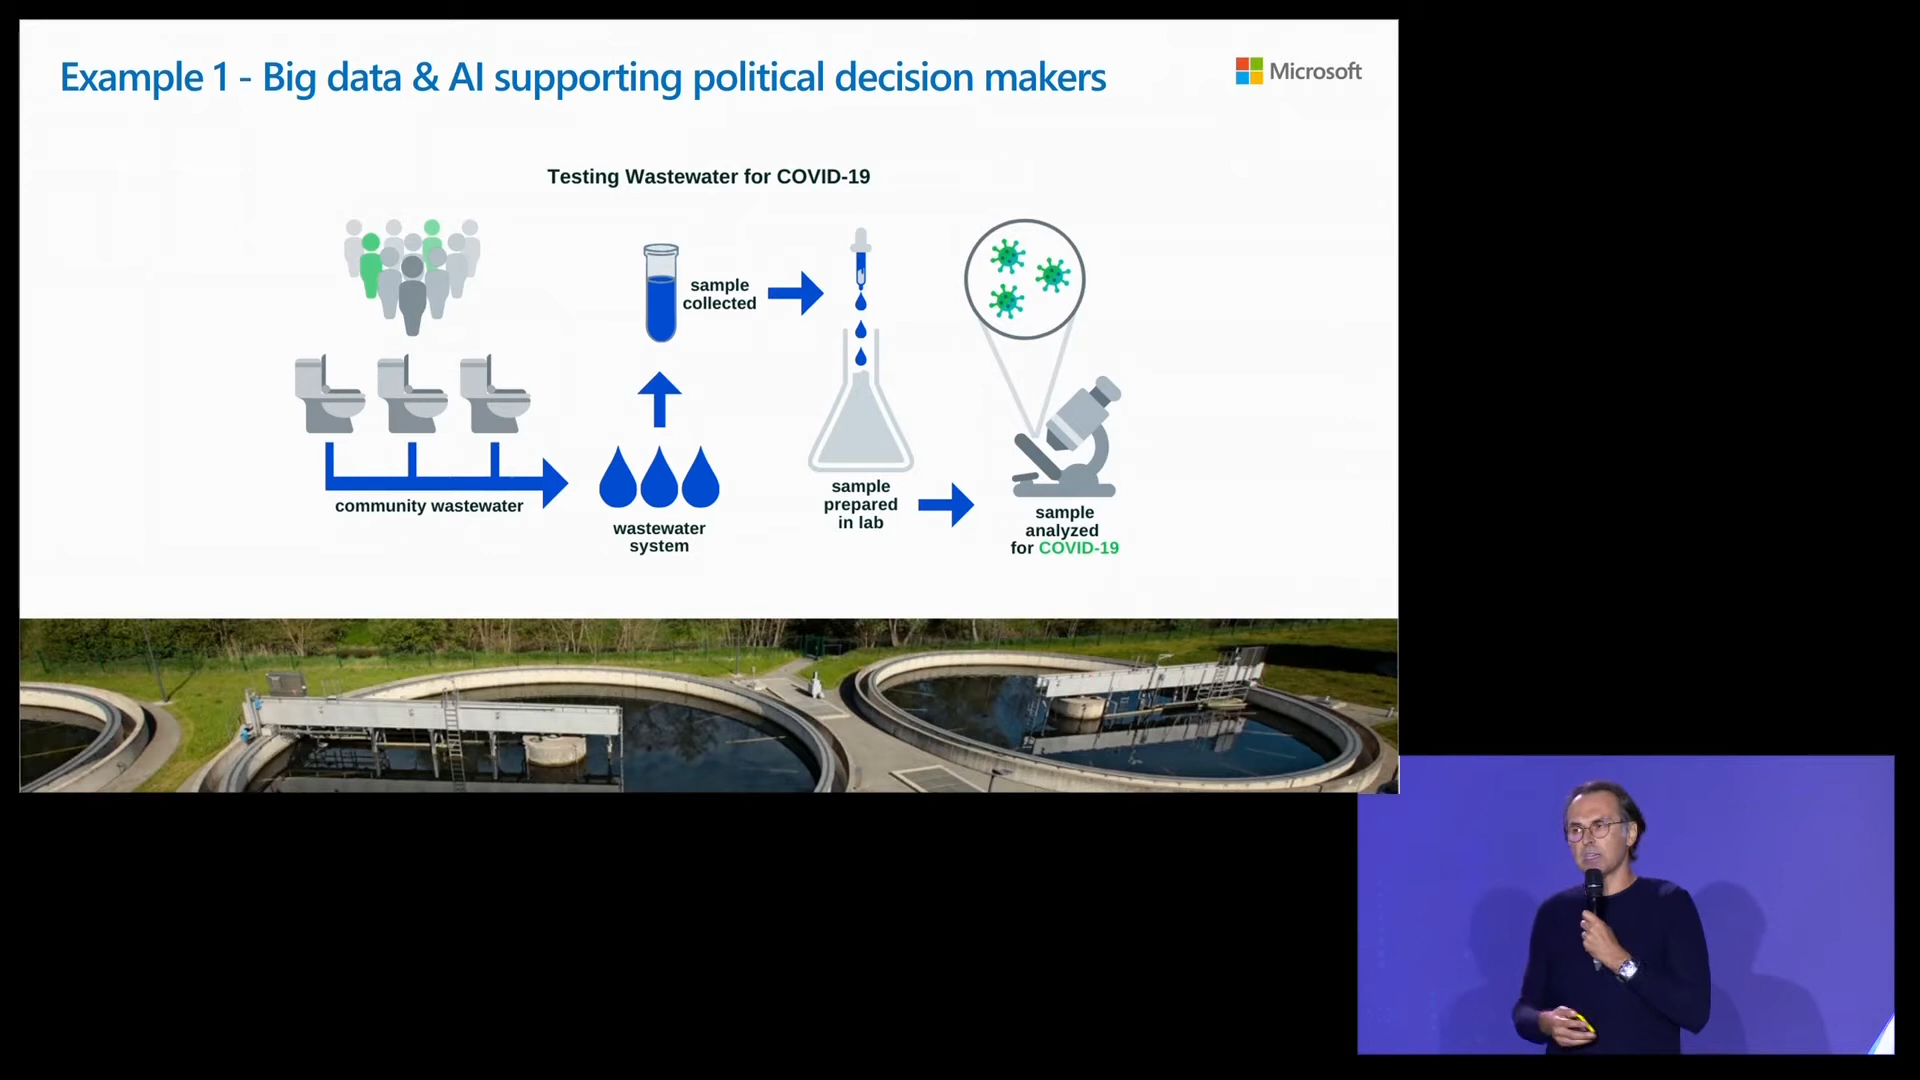 Example 1 - Big data & AI supporting political decision makers
Microsoft
Testing Wastewater for COVID-19
sample
collected
community wastewater
wastewater
system
sample
prepared
in lab
sample
analyzed
for COVID-19